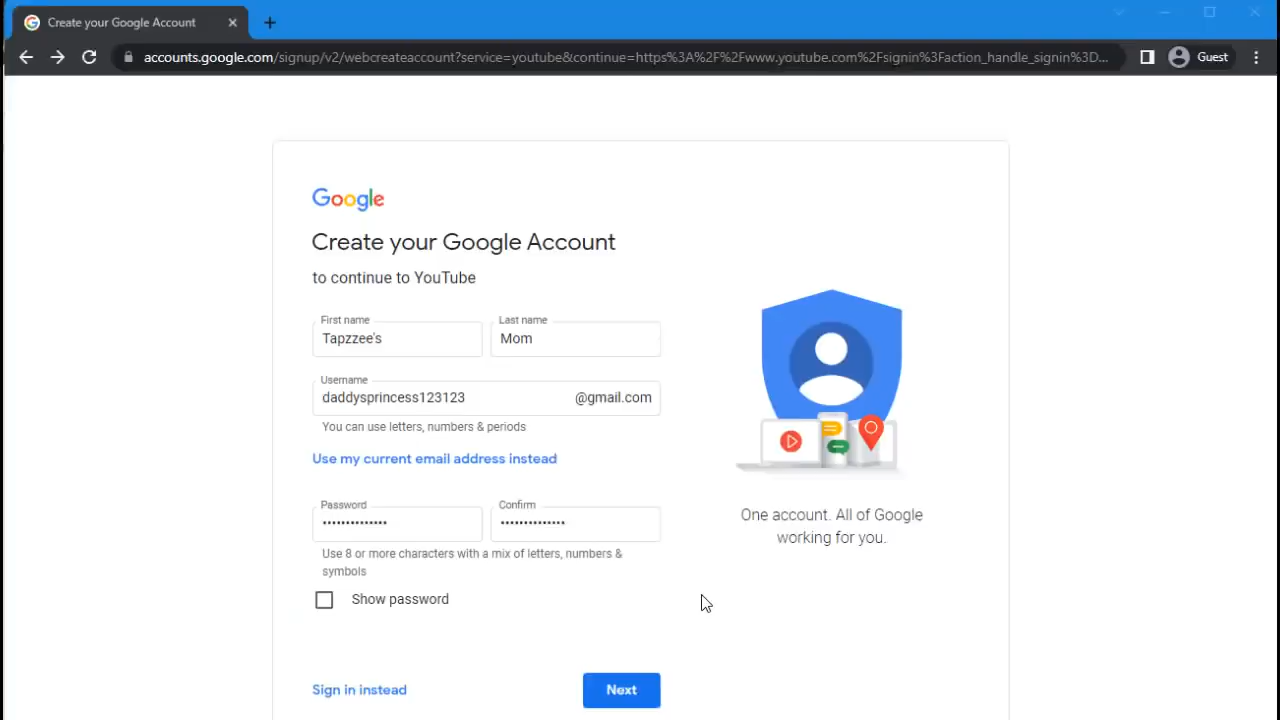 Create your Google Account
accounts.google.com/signup/v2/webcreateaccount?service=youtube&continue=https%3A%2F%2Fwww.youtube.com%2Fsignin%3Faction_handle_signin%3D...
Guest
Google
Create your Google Account
to continue to YouTube
First name
Last name
Tapzzee's
Mom
Username
daddysprincess123123
@gmail.com
You can use letters, numbers & periods
Use my current email address instead
Password
Confirm
••••••••••••••
••••••••••••••
Use 8 or more characters with a mix of letters, numbers &
symbols
Show password
One account. All of Google
working for you.
Sign in instead
Next